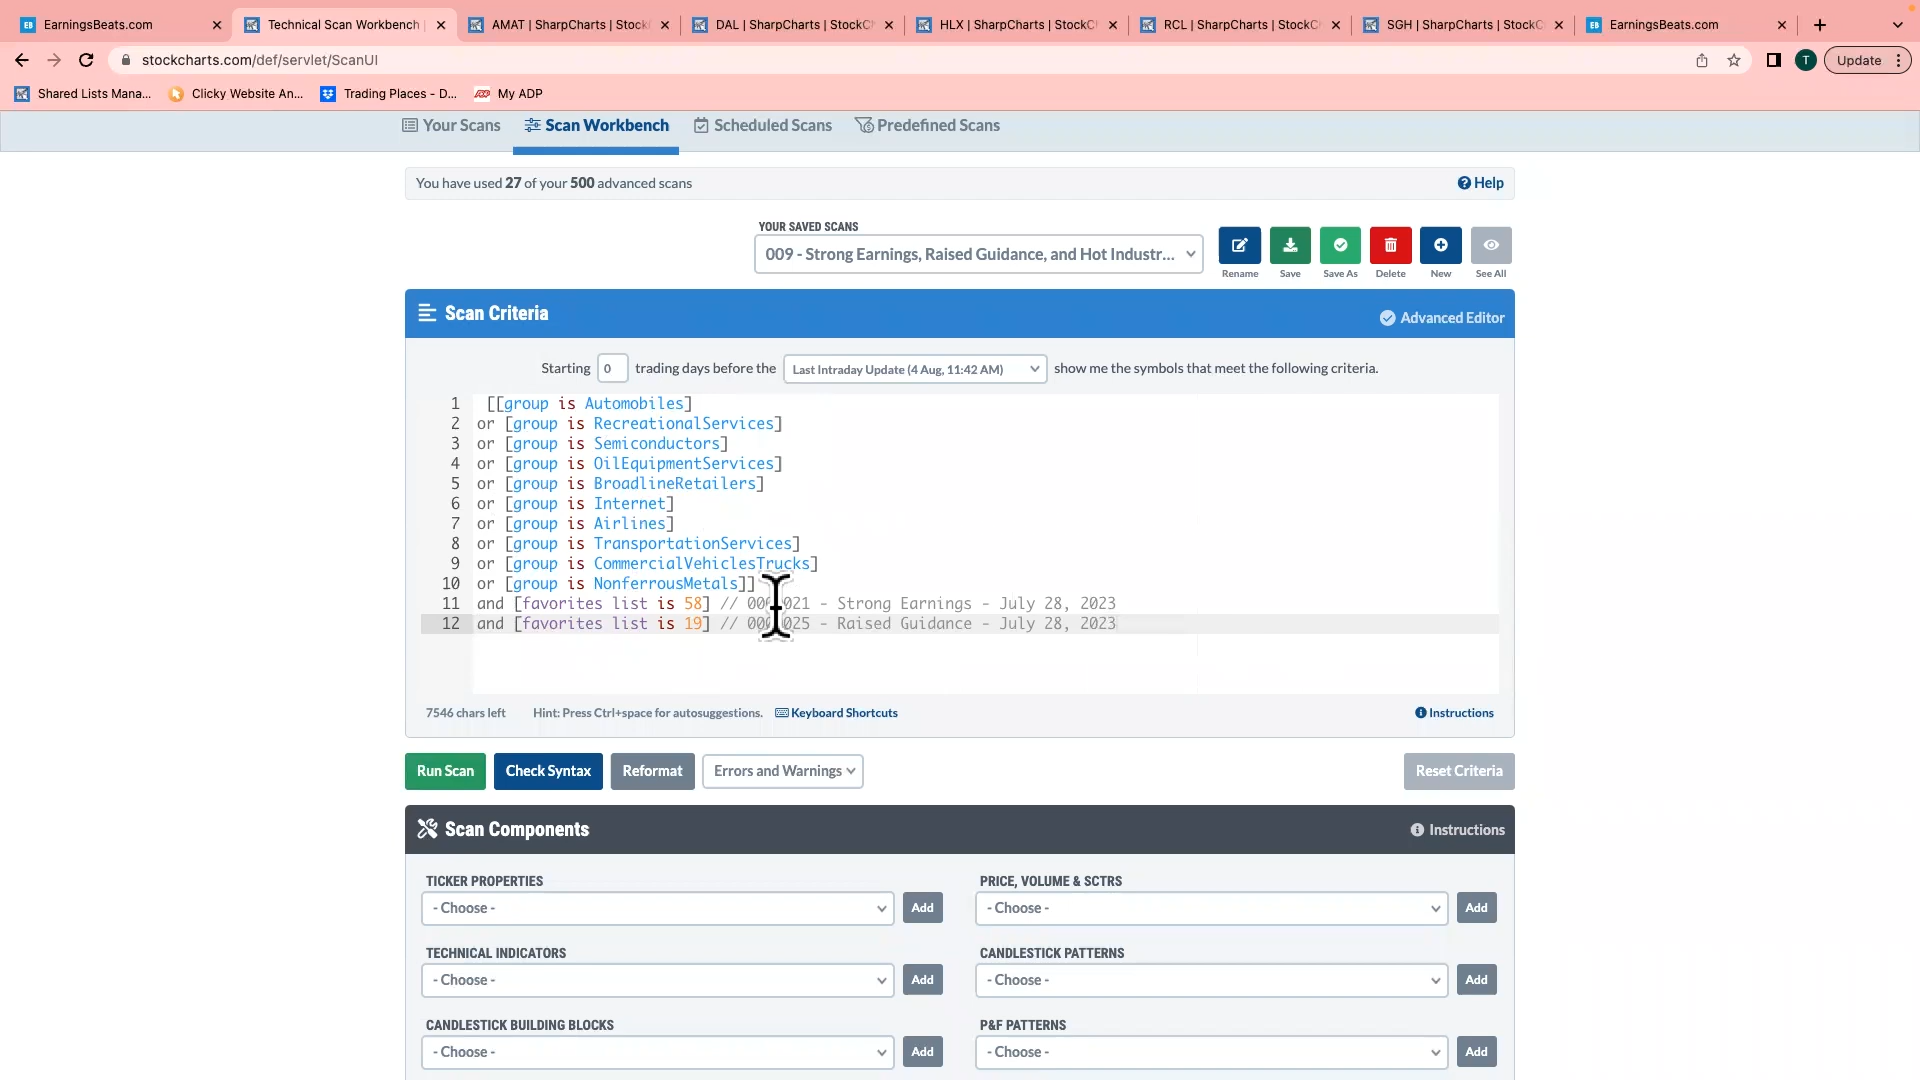 EarningsBeats.com
Technical Scan Workbench |
AMAT | SharpCharts | Stock
DAL | SharpCharts | StockCh
HLX | SharpCharts | StockCh
RCL | SharpCharts | StockCh
SGH | SharpCharts | StockC
EarningsBeats.com
stockcharts.com/def/servlet/ScanUI
T
Update
Shared Lists Mana...
Clicky Website An...
Trading Places - D...
My ADP
Your Scans
Scan Workbench
Scheduled Scans
Predefined Scans
You have used 27 of your 500 advanced scans
Help
YOUR SAVED SCANS
009 - Strong Earnings, Raised Guidance, and Hot Industr...
Rename
Save
Save As
Delete
New
See All
Scan Criteria
Advanced Editor
Starting 0 trading days before the Last Intraday Update (4 Aug, 11:42 AM) show me the symbols that meet the following criteria.
1 [[group is Automobiles]
2 or [group is RecreationalServices]
3 or [group is Semiconductors]
4 or [group is OilEquipmentServices]
5 or [group is BroadlineRetailers]
6 or [group is Internet]
7 or [group is Airlines]
8 or [group is TransportationServices]
9 or [group is CommercialVehiclesTrucks]
10 or [group is NonferrousMetals]]
11 and [favorites list is 58] // 021 - Strong Earnings - July 28, 2023
12 and [favorites list is 19] // 025 - Raised Guidance - July 28, 2023
7546 chars left
Hint: Press Ctrl+space for autosuggestions.
Keyboard Shortcuts
Instructions
Run Scan
Check Syntax
Reformat
Errors and Warnings
Reset Criteria
Scan Components
Instructions
TICKER PROPERTIES
- Choose -
Add
PRICE, VOLUME & SCTRS
- Choose -
Add
TECHNICAL INDICATORS
- Choose -
Add
CANDLESTICK PATTERNS
- Choose -
Add
CANDLESTICK BUILDING BLOCKS
- Choose -
Add
P&F PATTERNS
- Choose -
Add